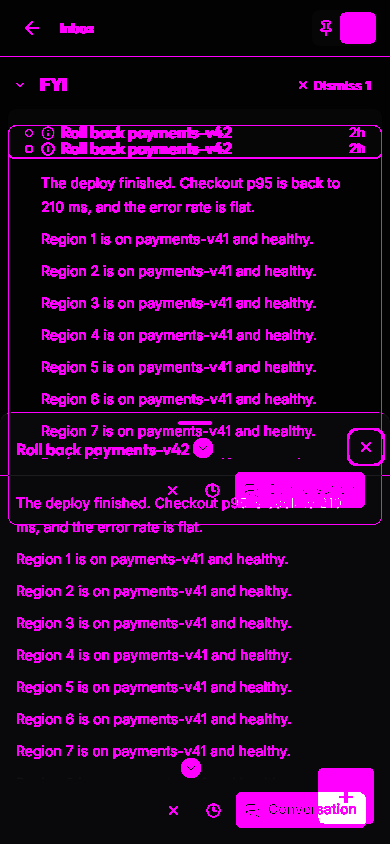 Inbox
FYI
Dismiss 1
Roll back payments-v42 2h
Roll back payments-v42 2h
The deploy finished. Checkout p95 is back to
210 ms, and the error rate is flat.
Region 1 is on payments-v41 and healthy.
Region 2 is on payments-v41 and healthy.
Region 3 is on payments-v41 and healthy.
Region 4 is on payments-v41 and healthy.
Region 5 is on payments-v41 and healthy.
Region 6 is on payments-v41 and healthy.
Region 7 is on payments-v41 and healthy.
Roll back payments-v42
The deploy finished. Checkout p95
ms, and the error rate is flat.
Region 1 is on payments-v41 and healthy.
Region 2 is on payments-v41 and healthy.
Region 3 is on payments-v41 and healthy.
Region 4 is on payments-v41 and healthy.
Region 5 is on payments-v41 and healthy.
Region 6 is on payments-v41 and healthy.
Region 7 is on payments-v41 and healthy.
Conversation